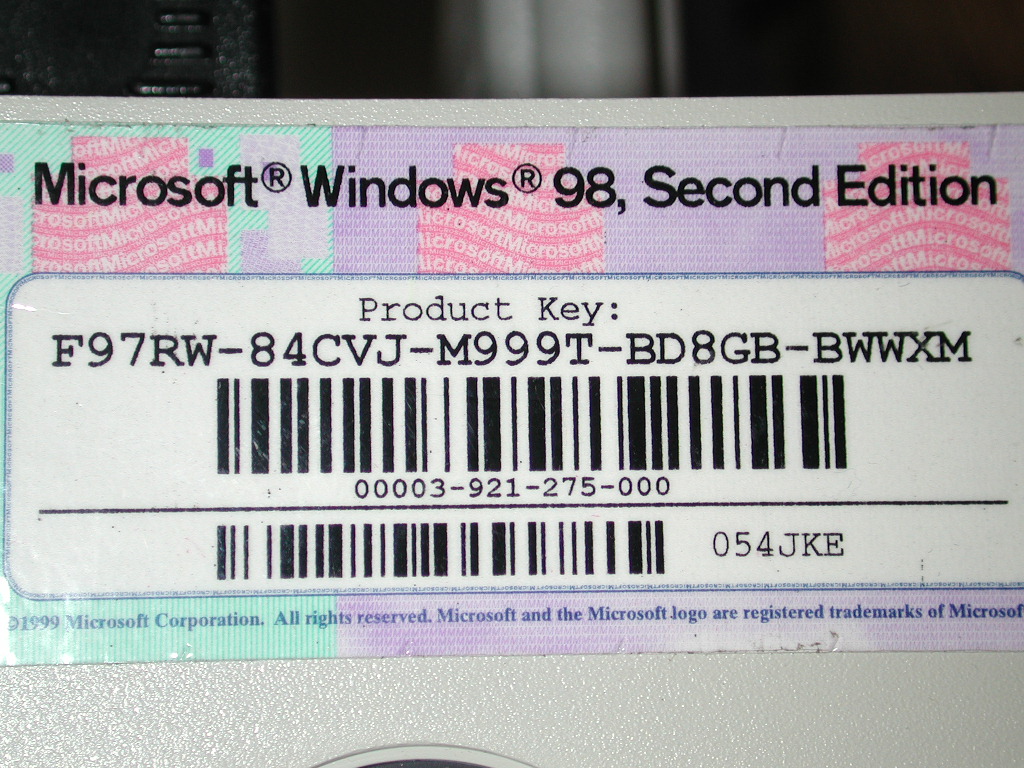 Microsoft® Windows® 98, Second Edition
Product Key:
F97RW-84CVJ-M999T-BD8GB-BWWXM
00003-921-275-000
054JKE
©1999 Microsoft Corporation. All rights reserved. Microsoft and the Microsoft logo are registered trademarks of Microsoft